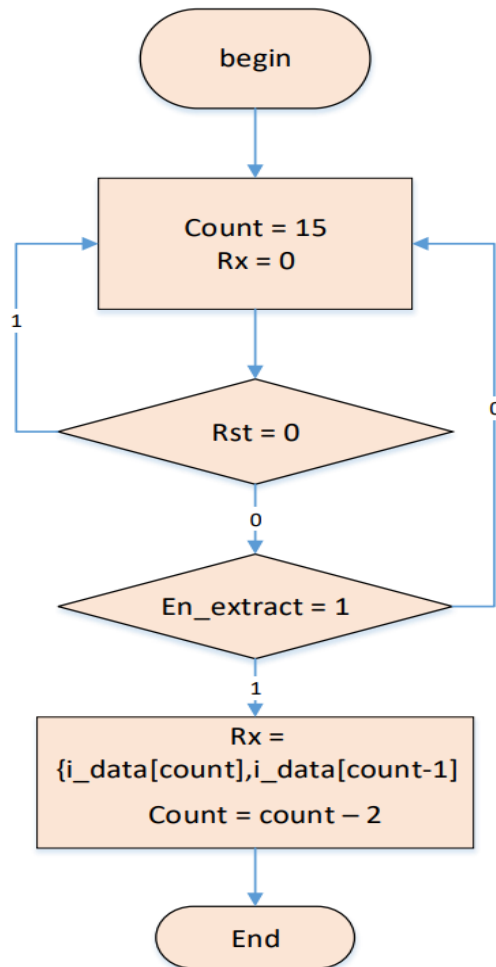 begin
Count = 15
Rx = 0
1
0
Rst = 0
0
En_extract = 1
1
Rx =
{i_data[count],i_data[count-1]
Count = count – 2
End